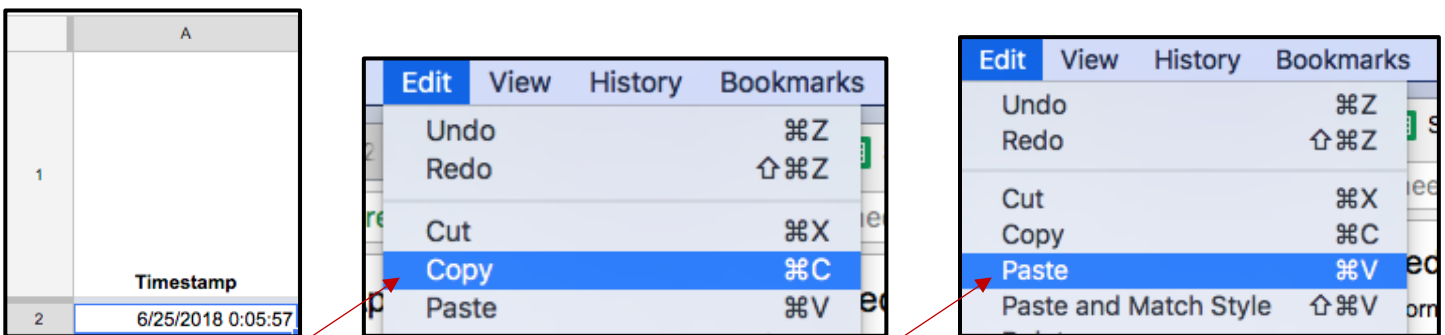 A
1
Timestamp
2 6/25/2018 0:05:57
Edit View History Bookmarks
Undo ⌘Z
Redo ⇧⌘Z
Cut ⌘X
Copy ⌘C
Paste ⌘V
Edit View History Bookmarks
Undo ⌘Z
Redo ⇧⌘Z
Cut ⌘X
Copy ⌘C
Paste ⌘V
Paste and Match Style ⇧⌘V